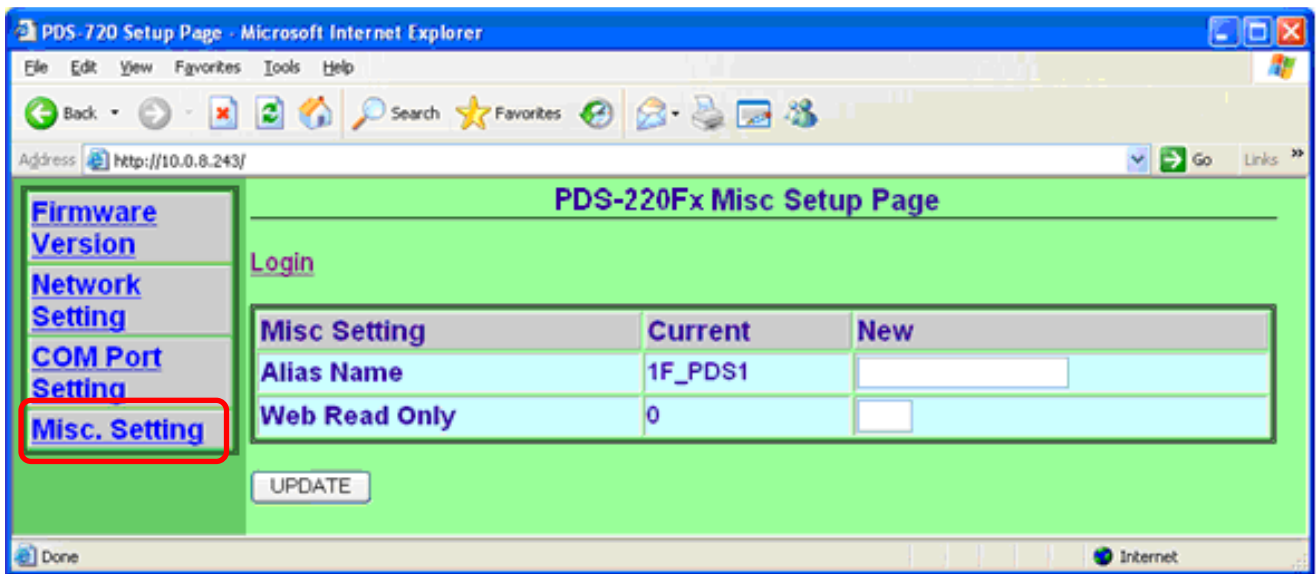 PDS-720 Setup Page - Microsoft Internet Explorer
File Edit View Favorites Tools Help
Back Search Favorites
Address http://10.0.8.243/ Go Links »
Firmware
Version
Network
Setting
COM Port
Setting
Misc. Setting
PDS-220Fx Misc Setup Page
Login
Misc Setting Current New
Alias Name 1F_PDS1
Web Read Only 0
UPDATE
Done Internet